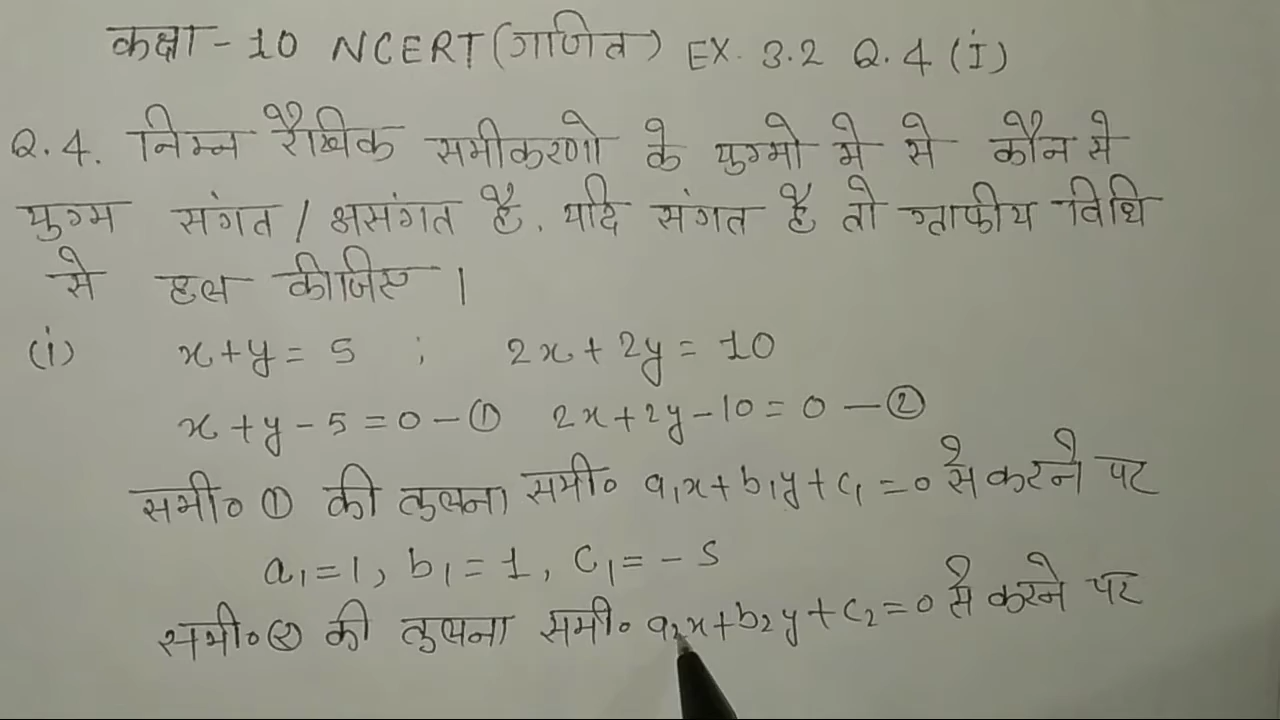 कक्षा - 10 NCERT (गणित) EX. 3.2 Q. 4 (i)
Q. 4. निम्न रैखिक समीकरणो के युग्मो मे से कौन से
युग्म संगत / असंगत है. यदि संगत है तो ग्राफीय विधि
से हल कीजिए ।
(i) x + y = 5 ; 2x + 2y = 10
x + y - 5 = 0 - ① 2x + 2y - 10 = 0 - ②
समी० ① की तुलना समी० a₁x + b₁y + c₁ = 0 से करने पर
a₁ = 1, b₁ = 1, c₁ = - 5
समी० ② की तुलना समी० a₂x + b₂y + c₂ = 0 से करने पर